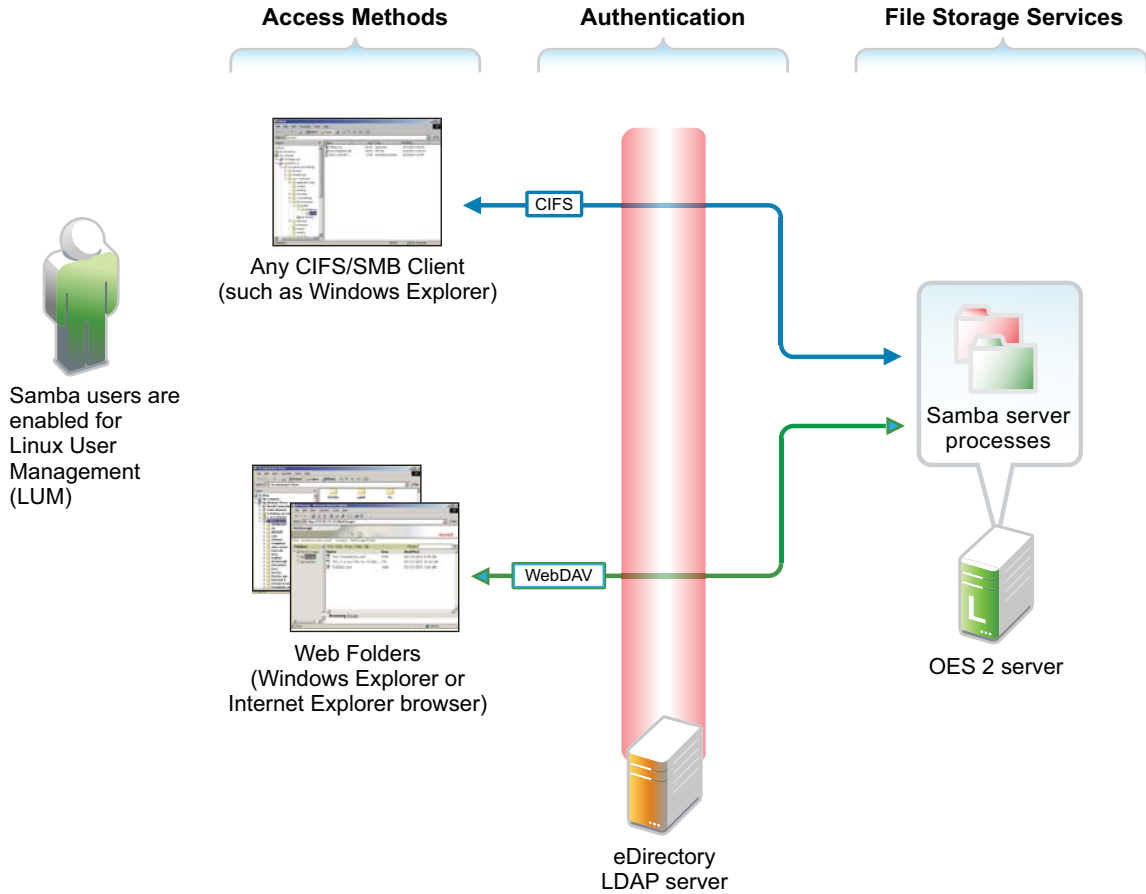 Access Methods
Authentication
File Storage Services
CIFS
Any CIFS/SMB Client
(such as Windows Explorer)
Samba users are
enabled for
Linux User
Management
(LUM)
Samba server
processes
WebDAV
Web Folders
(Windows Explorer or
Internet Explorer browser)
L
OES 2 server
eDirectory
LDAP server